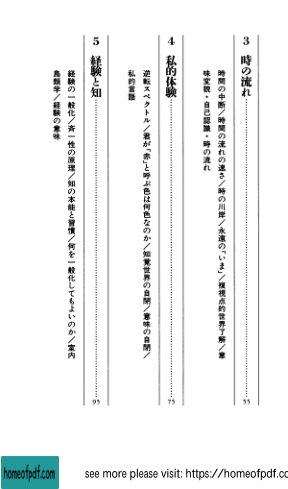 3 時の流れ 55
時間の中断/時間の流れの速さ/時の川岸/永遠の「いま」/複視点的世界了解/意
味変貌・自己認識・時の流れ
4 私的体験 75
逆転スペクトル/君が「赤」と呼ぶ色は何色なのか/知覚世界の自閉/意味の自閉/
私的言語
5 経験と知 95
経験の一般化/斉一性の原理/知の本能と習慣/何を一般化してもよいのか/室内
鳥類学/経験の意味
homeofpdf.com
see more please visit: https://homeofpdf.co